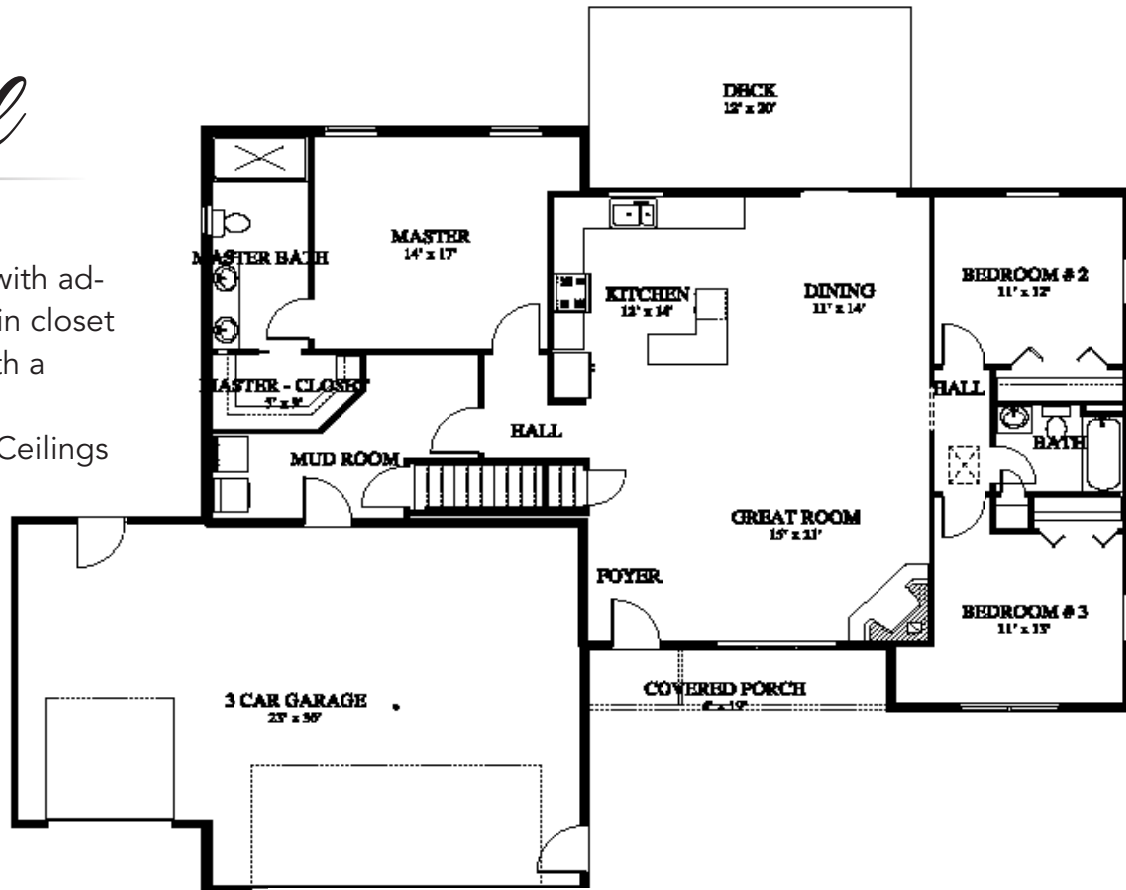 l
with ad-
in closet
th a
Ceilings
DECK
12' x 20'
MASTER
14' x 17'
MASTER BATH
KITCHEN
12' x 14'
DINING
11' x 14'
BEDROOM # 2
11' x 12'
MASTER - CLOSET
HALL
HALL
BATH
MUD ROOM
GREAT ROOM
15' x 21'
FOYER
BEDROOM # 3
11' x 13'
COVERED PORCH
3 CAR GARAGE
23' x 36'